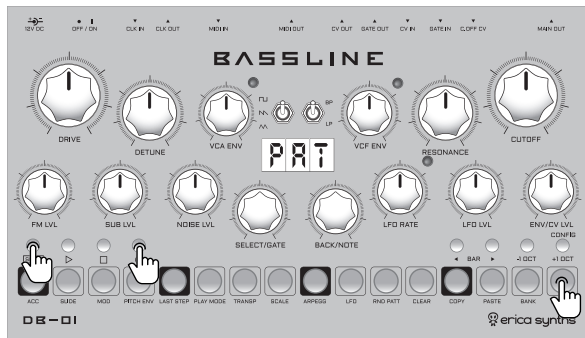 12V DC OFF / ON CLK IN CLK OUT MIDI IN MIDI OUT CV OUT GATE OUT CV IN GATE IN C.OFF CV MAIN OUT
BASSLINE
BP
LP
DRIVE DETUNE VCA ENV VCF ENV RESONANCE CUTOFF
PAT
FM LVL SUB LVL NOISE LVL SELECT/GATE BACK/NOTE LFO RATE LFO LVL ENV/CV LVL
CONFIG
BAR -1 OCT +1 OCT
ACC SLIDE MOD PITCH ENV LAST STEP PLAY MODE TRANSP SCALE ARPEGG LFO RND PATT CLEAR COPY PASTE BANK
DB-01
erica synths